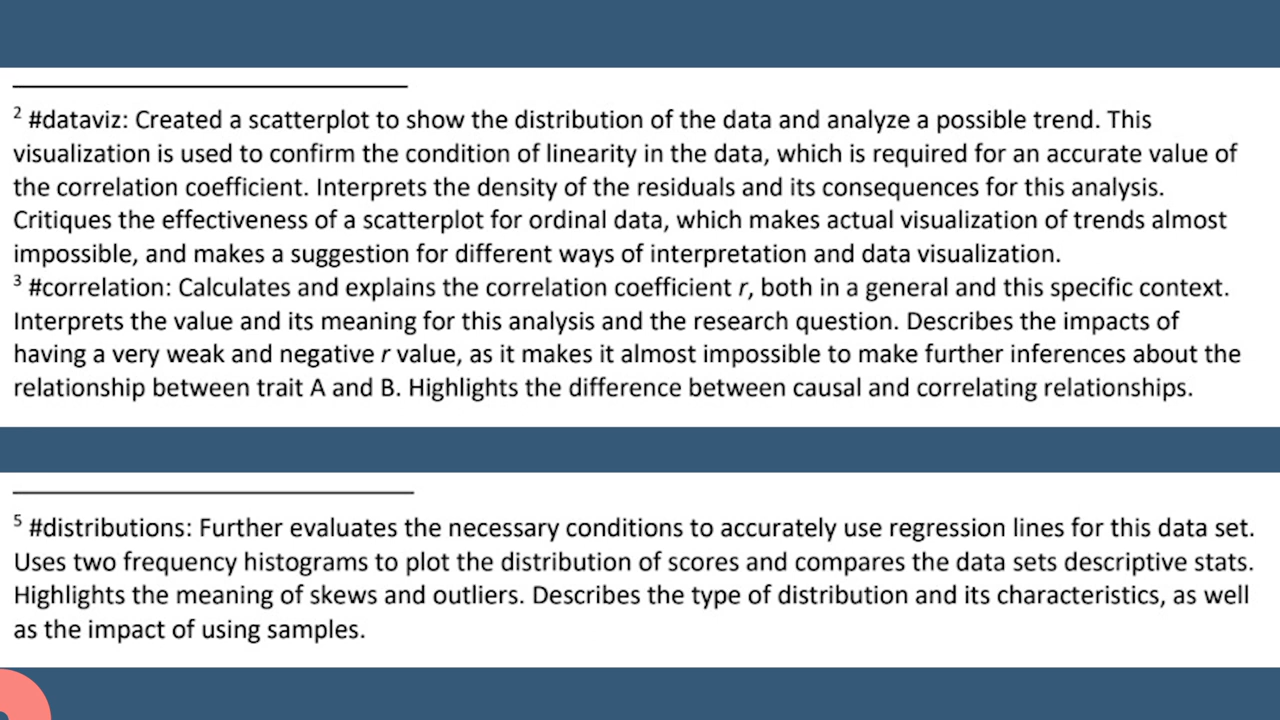 2 #dataviz: Created a scatterplot to show the distribution of the data and analyze a possible trend. This
visualization is used to confirm the condition of linearity in the data, which is required for an accurate value of
the correlation coefficient. Interprets the density of the residuals and its consequences for this analysis.
Critiques the effectiveness of a scatterplot for ordinal data, which makes actual visualization of trends almost
impossible, and makes a suggestion for different ways of interpretation and data visualization.
3 #correlation: Calculates and explains the correlation coefficient r, both in a general and this specific context.
Interprets the value and its meaning for this analysis and the research question. Describes the impacts of
having a very weak and negative r value, as it makes it almost impossible to make further inferences about the
relationship between trait A and B. Highlights the difference between causal and correlating relationships.
5 #distributions: Further evaluates the necessary conditions to accurately use regression lines for this data set.
Uses two frequency histograms to plot the distribution of scores and compares the data sets descriptive stats.
Highlights the meaning of skews and outliers. Describes the type of distribution and its characteristics, as well
as the impact of using samples.